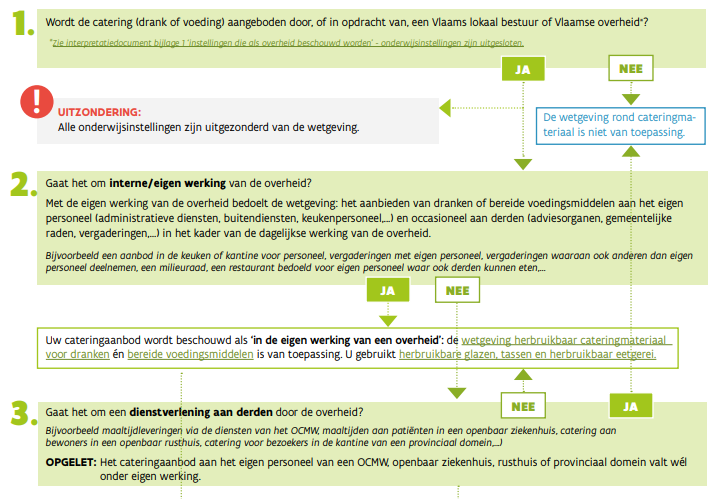 1.
Wordt de catering (drank of voeding) aangeboden door, of in opdracht van, een Vlaams lokaal bestuur of Vlaamse overheid*?
*Zie interpretatiedocument bijlage 1 'instellingen die als overheid beschouwd worden' - onderwijsinstellingen zijn uitgesloten.
JA
NEE
!
UITZONDERING:
Alle onderwijsinstellingen zijn uitgezonderd van de wetgeving.
De wetgeving rond cateringma-
teriaal is niet van toepassing.
2.
Gaat het om interne/eigen werking van de overheid?
Met de eigen werking van de overheid bedoelt de wetgeving: het aanbieden van dranken of bereide voedingsmiddelen aan het eigen
personeel (administratieve diensten, buitendiensten, keukenpersoneel,...) en occasioneel aan derden (adviesorganen, gemeentelijke
raden, vergaderingen,...) in het kader van de dagelijkse werking van de overheid.
Bijvoorbeeld een aanbod in de keuken of kantine voor personeel, vergaderingen met eigen personeel, vergaderingen waaraan ook anderen dan eigen
personeel deelnemen, een milieuraad, een restaurant bedoeld voor eigen personeel waar ook derden kunnen eten,...
JA
NEE
Uw cateringaanbod wordt beschouwd als 'in de eigen werking van een overheid': de wetgeving herbruikbaar cateringmateriaal
voor dranken én bereide voedingsmiddelen is van toepassing. U gebruikt herbruikbare glazen, tassen en herbruikbaar eetgerei.
3.
Gaat het om een dienstverlening aan derden door de overheid?
NEE
JA
Bijvoorbeeld maaltijdleveringen via de diensten van het OCMW, maaltijden aan patiënten in een openbaar ziekenhuis, catering aan
bewoners in een openbaar rusthuis, catering voor bezoekers in de kantine van een provinciaal domein,...)
OPGELET: Het cateringaanbod aan het eigen personeel van een OCMW, openbaar ziekenhuis, rusthuis of provinciaal domein valt wél
onder eigen werking.